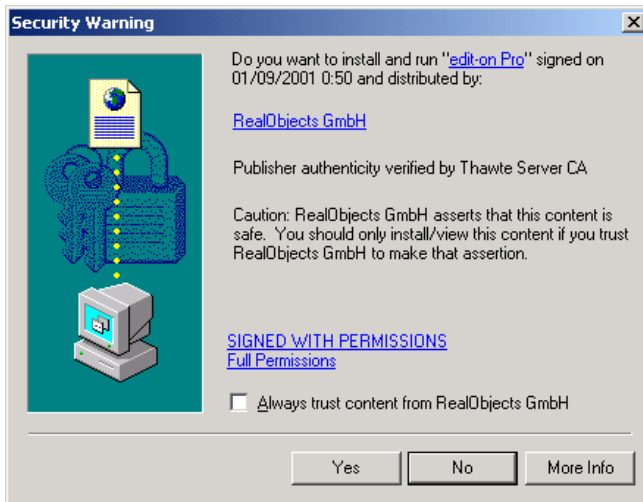 Security Warning
Do you want to install and run "edit-on Pro" signed on
01/09/2001 0:50 and distributed by:
RealObjects GmbH
Publisher authenticity verified by Thawte Server CA
Caution: RealObjects GmbH asserts that this content is
safe. You should only install/view this content if you trust
RealObjects GmbH to make that assertion.
SIGNED WITH PERMISSIONS
Full Permissions
Always trust content from RealObjects GmbH
Yes
No
More Info